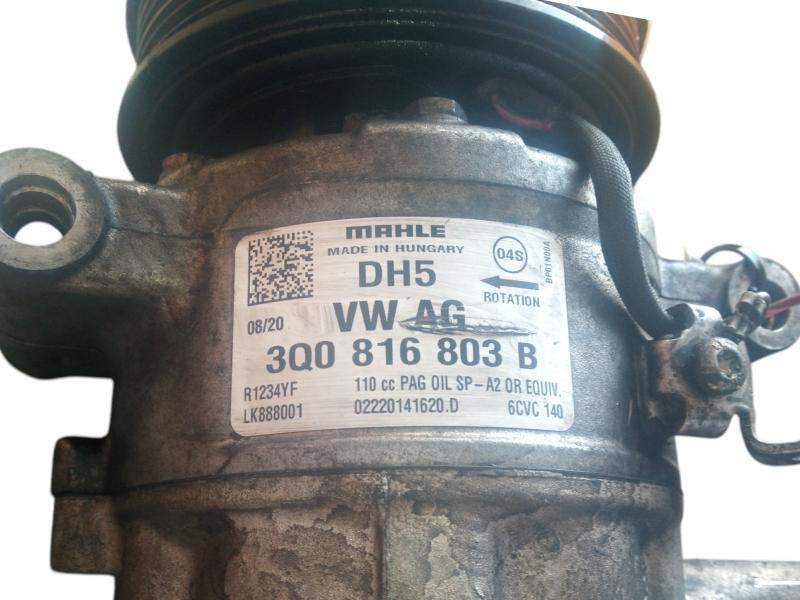 MAHLE
MADE IN HUNGARY
04S
BP01N00A
DH5
ROTATION
08/20
VW AG
3Q0 816 803 B
R1234YF 110 cc PAG OIL SP-A2 OR EQUIV.
LK888001 02220141620.D 6CVC 140